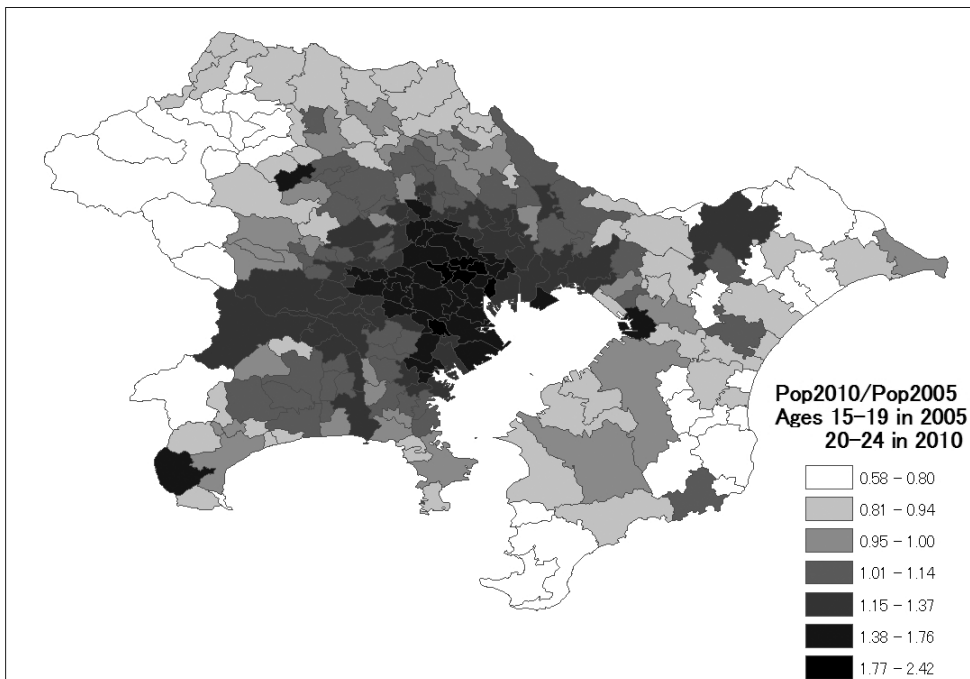 Pop2010/Pop2005
Ages 15-19 in 2005
20-24 in 2010
0.58 - 0.80
0.81 - 0.94
0.95 - 1.00
1.01 - 1.14
1.15 - 1.37
1.38 - 1.76
1.77 - 2.42